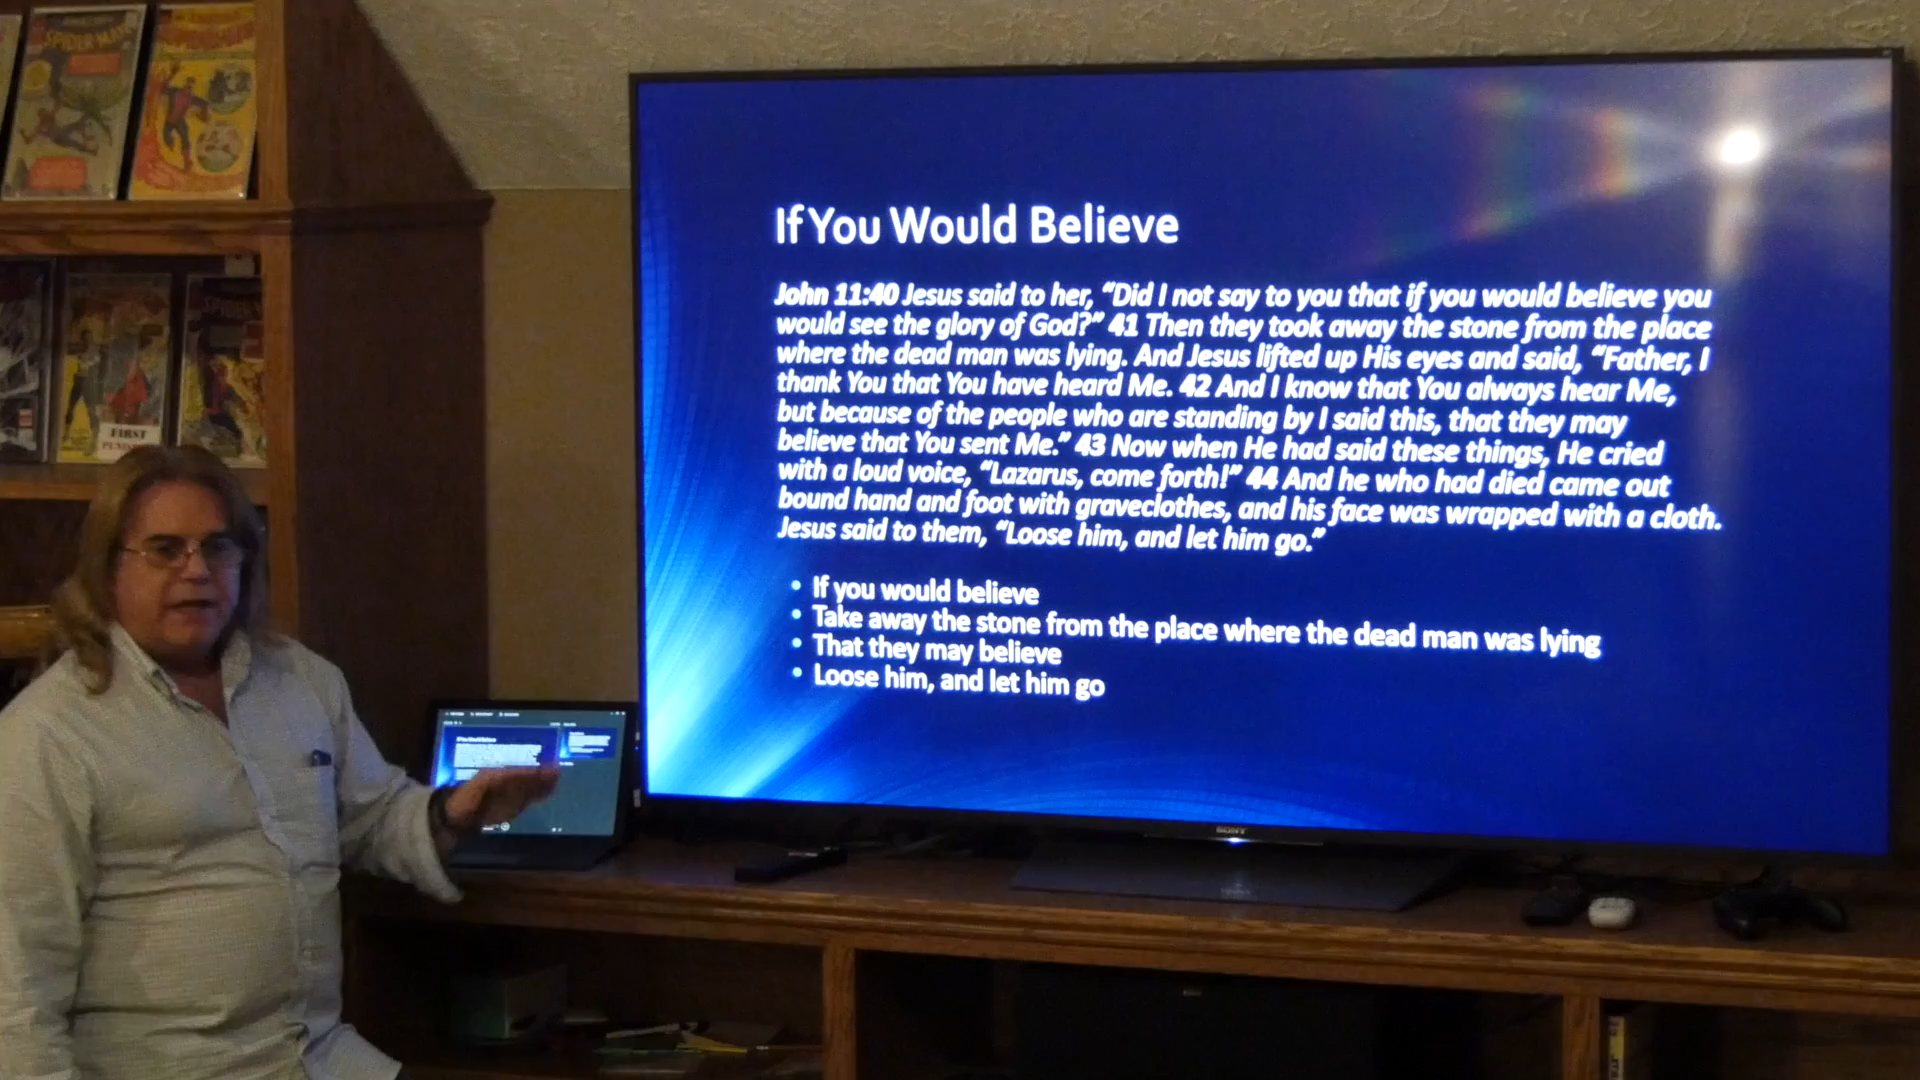 SPIDER-MAN
SPIDER-MAN
FIRST
If You Would Believe
John 11:40 Jesus said to her, “Did I not say to you that if you would believe you
would see the glory of God?” 41 Then they took away the stone from the place
where the dead man was lying. And Jesus lifted up His eyes and said, “Father, I
thank You that You have heard Me. 42 And I know that You always hear Me,
but because of the people who are standing by I said this, that they may
believe that You sent Me.” 43 Now when He had said these things, He cried
with a loud voice, “Lazarus, come forth!” 44 And he who had died came out
bound hand and foot with graveclothes, and his face was wrapped with a cloth.
Jesus said to them, “Loose him, and let him go.”
• If you would believe
• Take away the stone from the place where the dead man was lying
• That they may believe
• Loose him, and let him go
If You Would Believe
SONY